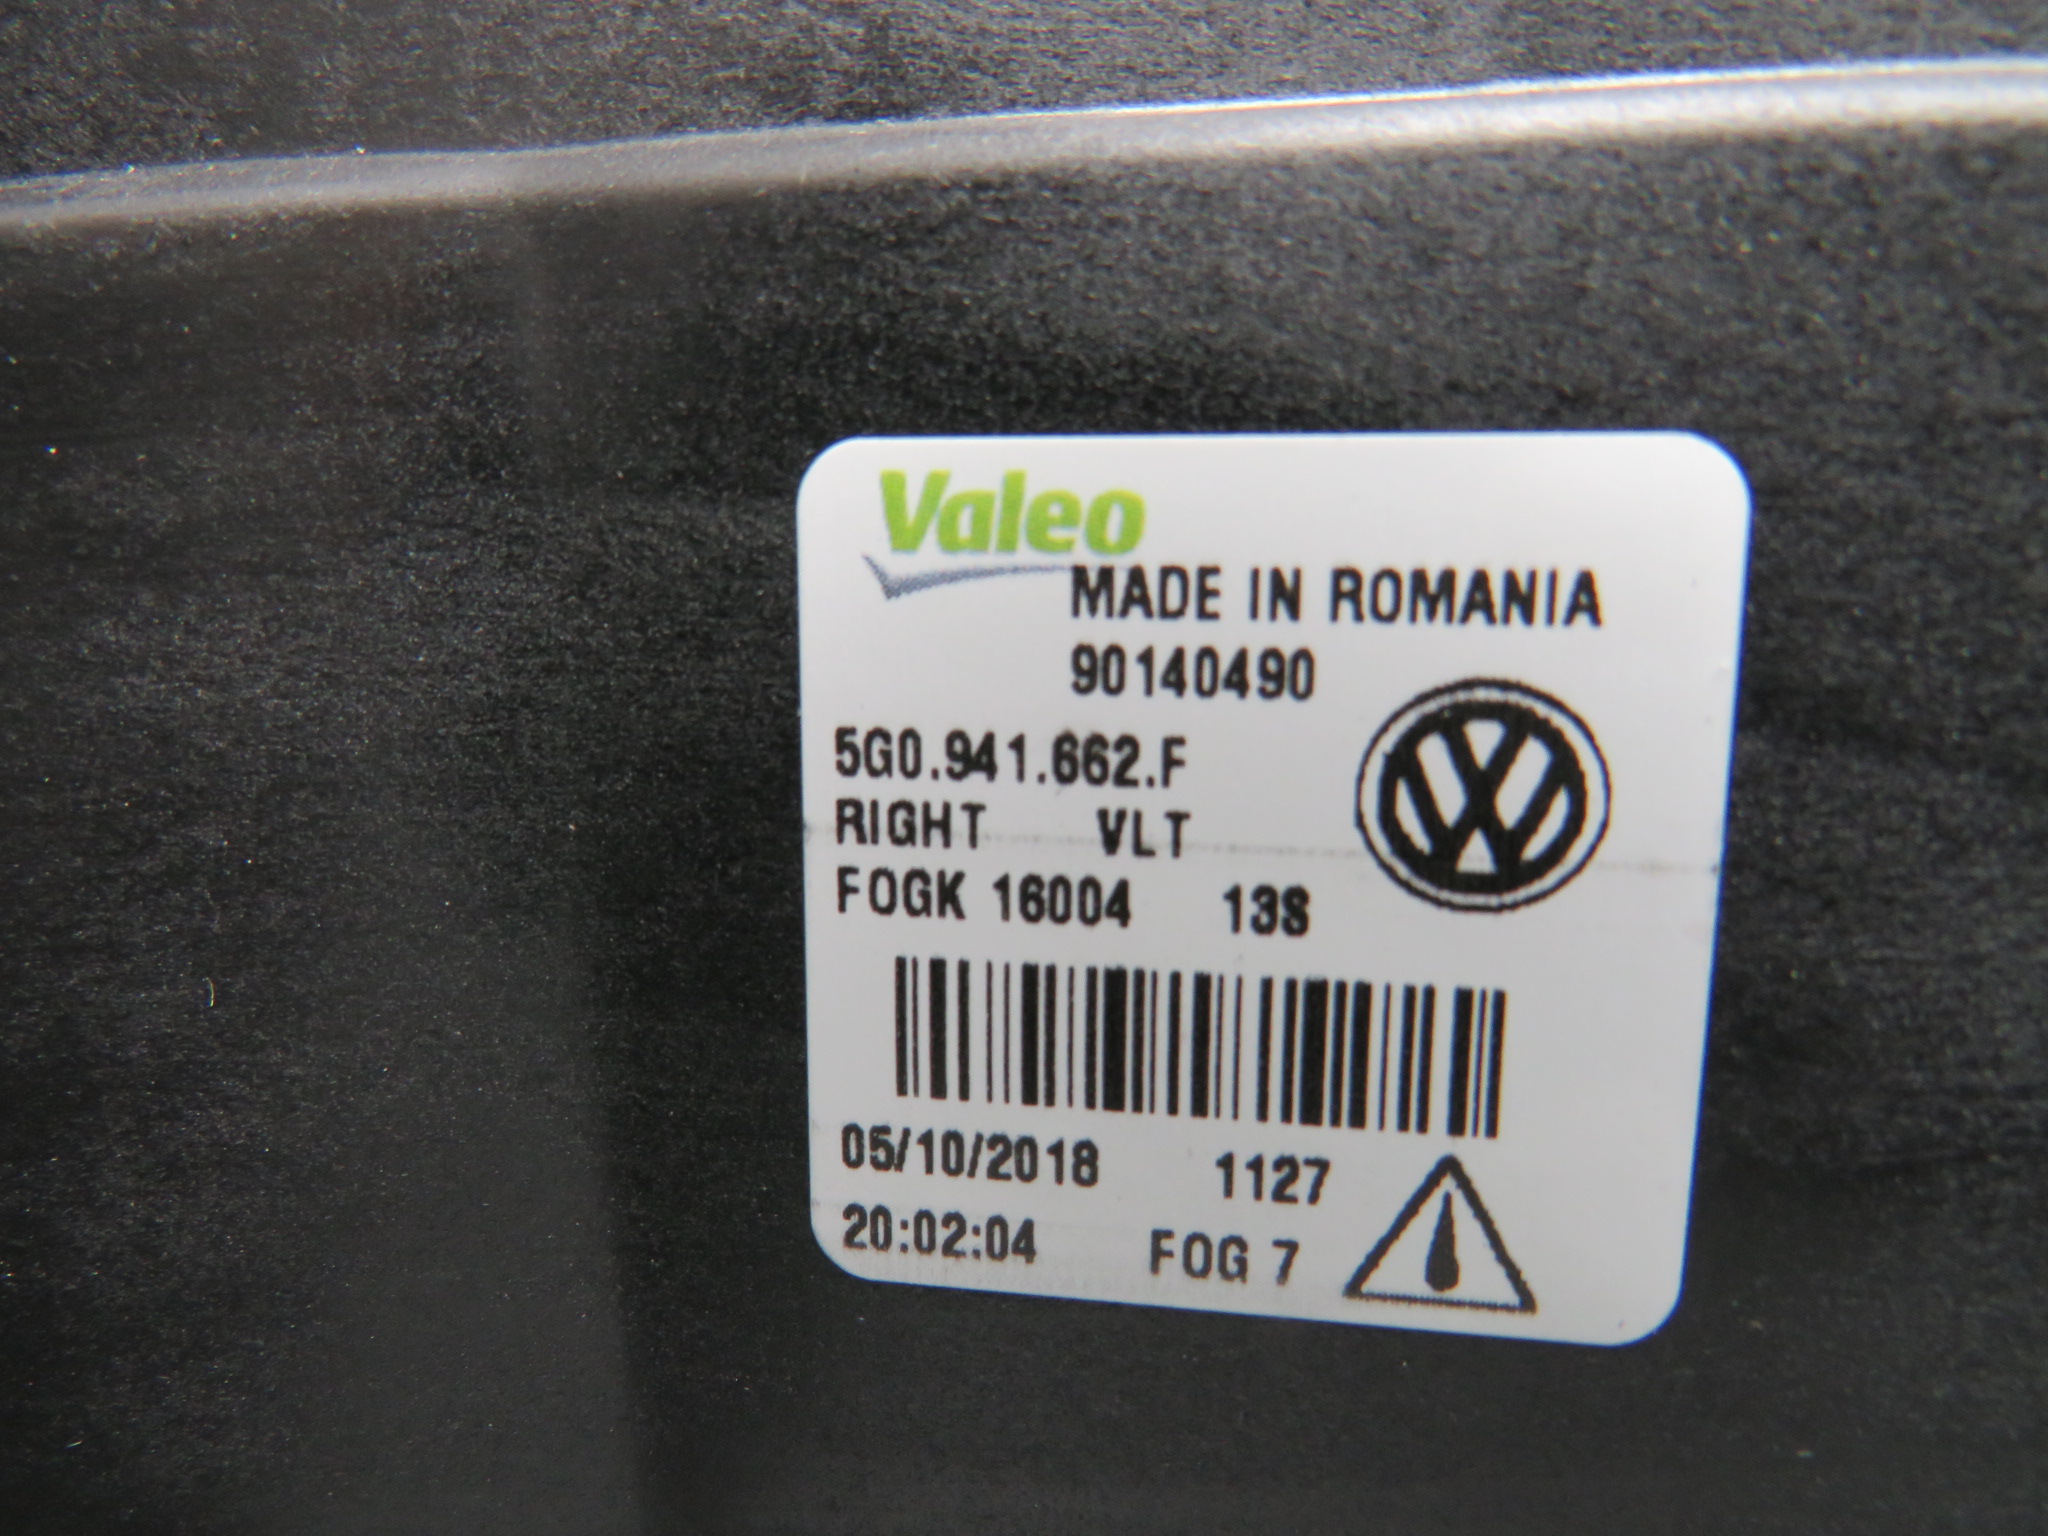 Valeo
MADE IN ROMANIA
90140490
5G0.941.662.F
RIGHT VLT
FOGK 16004 13S
05/10/2018 1127
20:02:04 FOG 7